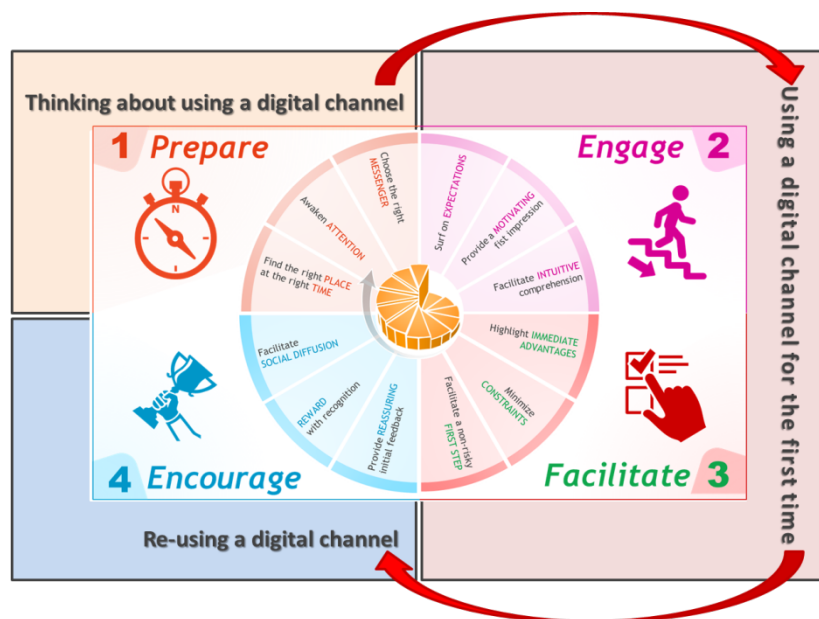 Thinking about using a digital channel
1 Prepare
Engage 2
Using a digital channel for the first time
N
Choose the right
MESSENGER
Awaken ATTENTION
Find the right PLACE
at the right TIME
Surf on EXPECTATIONS
Provide a MOTIVATING
fist impression
Facilitate INTUITIVE
comprehension
Highlight IMMEDIATE
ADVANTAGES
Minimize
CONSTRAINTS
Facilitate a non-risky
FIRST STEP
Provide REASSURING
initial feedback
REWARD
with recognition
Facilitate
SOCIAL DIFFUSION
4 Encourage
Facilitate 3
Re-using a digital channel